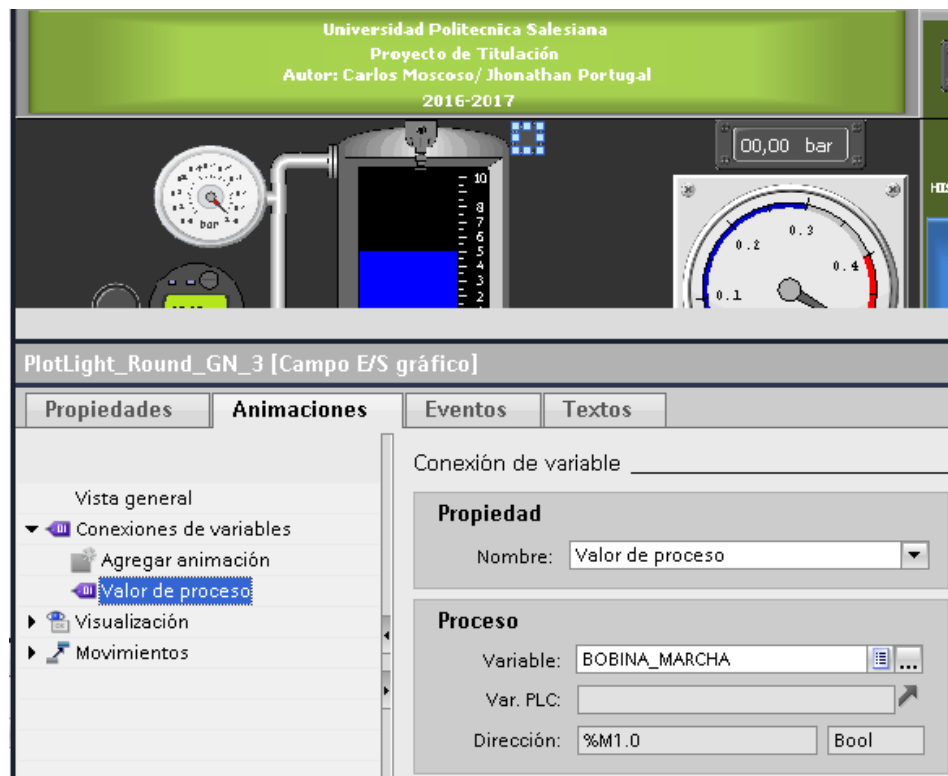 Universidad Politecnica Salesiana
Proyecto de Titulación
Autor: Carlos Moscoso/ Jhonathan Portugal
2016-2017
00,00 bar
10
8
7
6
5
4
3
2
bar
0.1
0.2
0.3
0.4
PlotLight_Round_GN_3 [Campo E/S gráfico]
Propiedades Animaciones Eventos Textos
Conexión de variable
Vista general
Conexiones de variables
Agregar animación
Valor de proceso
Visualización
Movimientos
Propiedad
Nombre: Valor de proceso
Proceso
Variable: BOBINA_MARCHA ...
Var. PLC:
Dirección: %M1.0 Bool